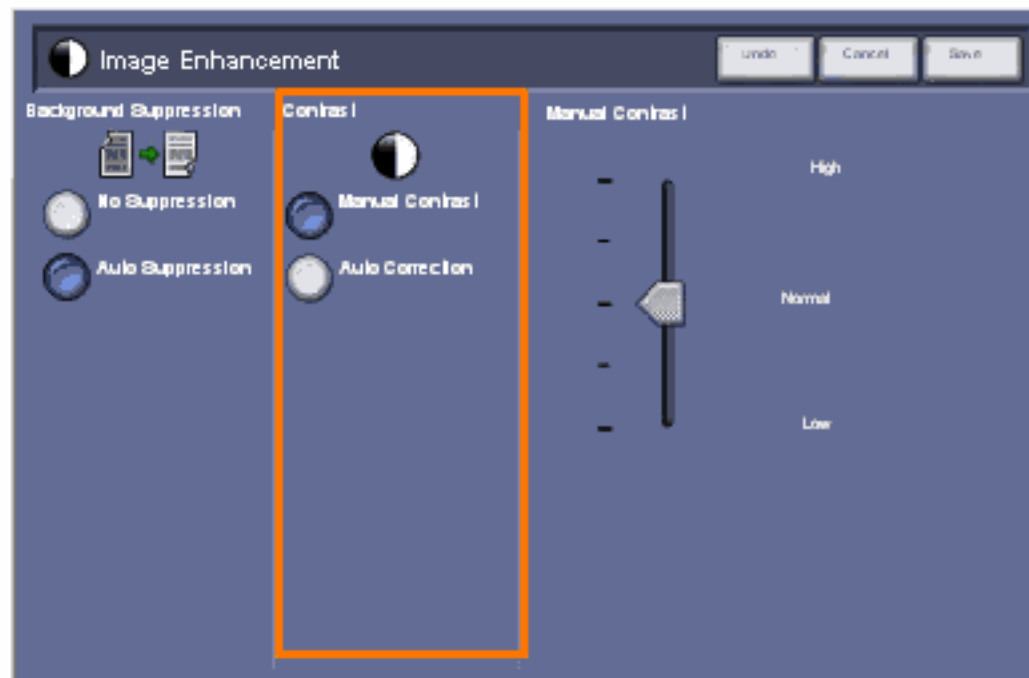 Image Enhancement
Undo
Cancel
Save
Background Suppression
No Suppression
Auto Suppression
Contrast
Manual Contrast
Auto Correction
Manual Contrast
High
Normal
Low